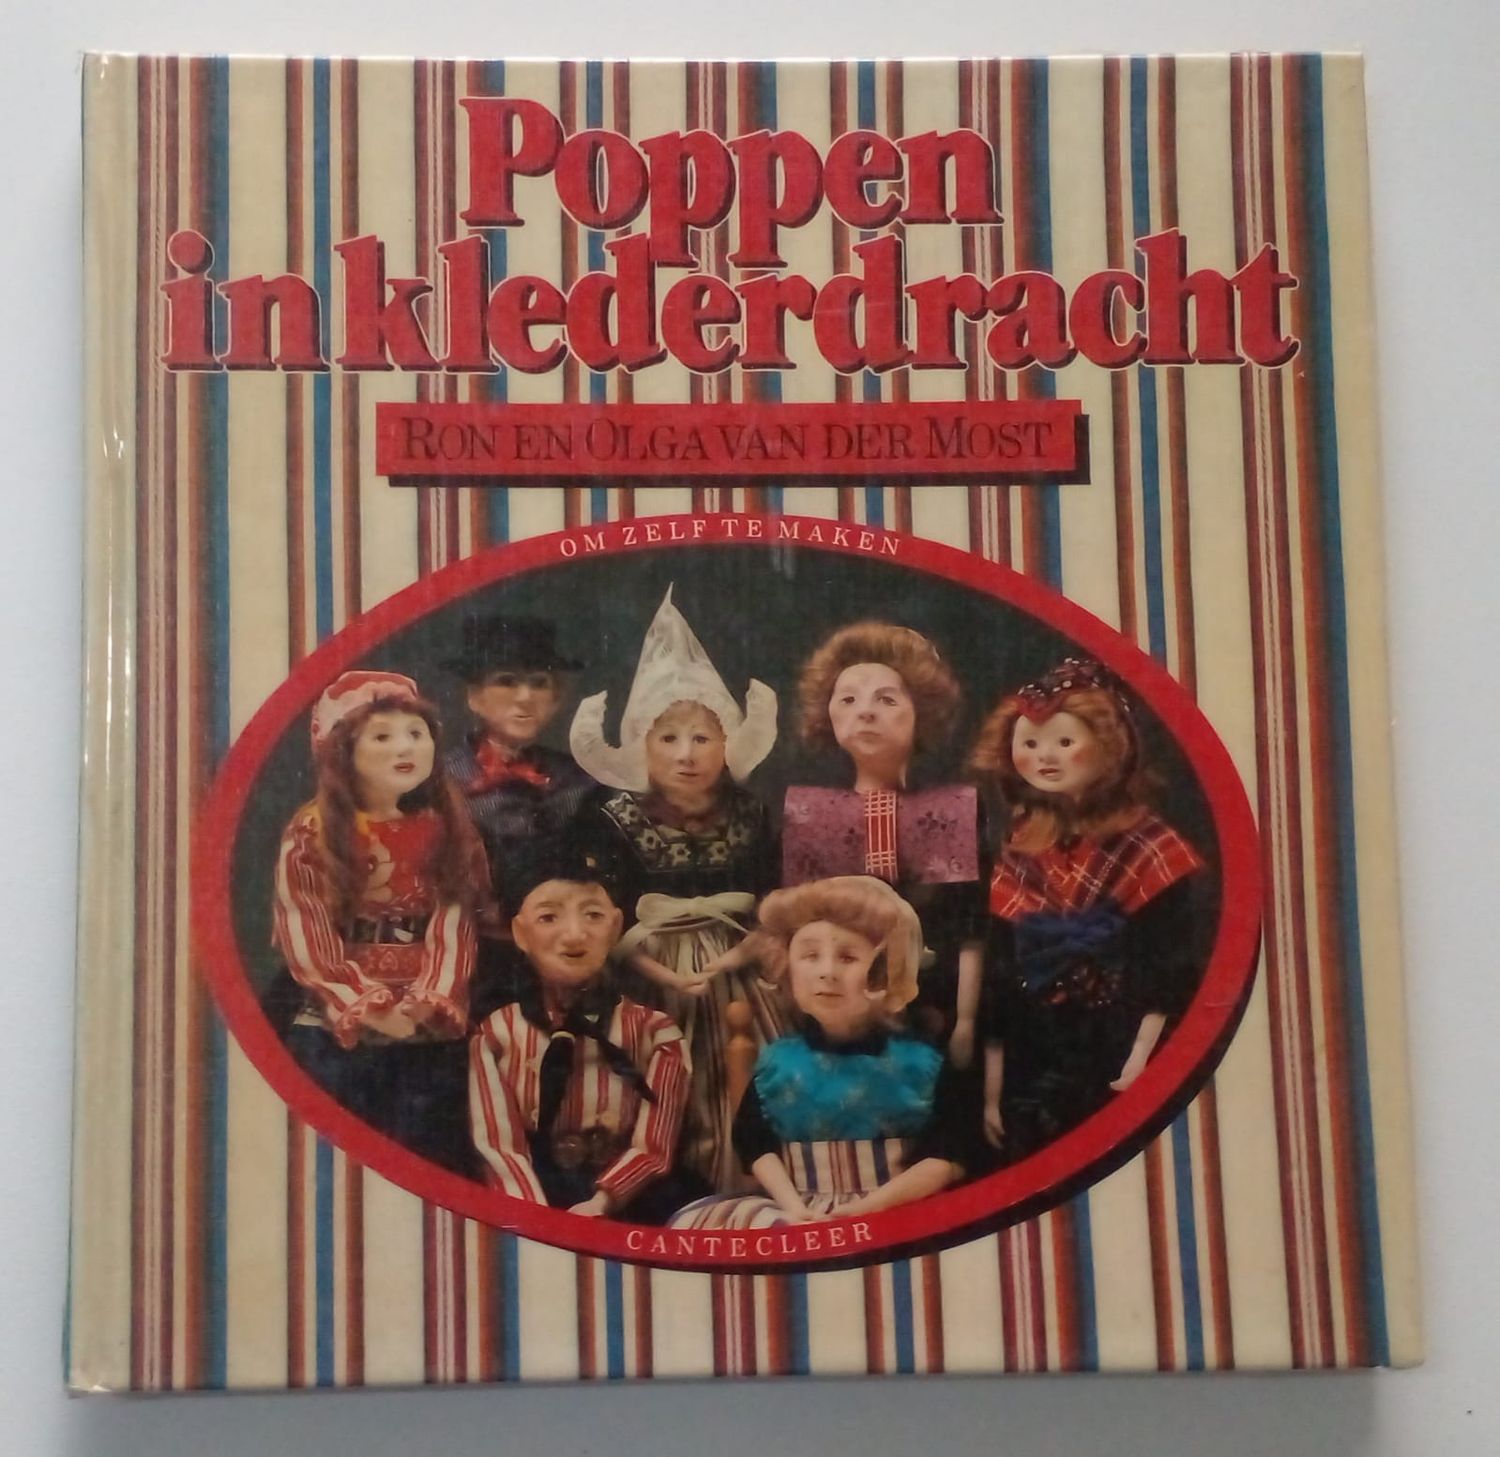 Poppen
in klederdracht
RON EN OLGA VAN DER MOST
OM ZELF TE MAKEN
CANTECLEER